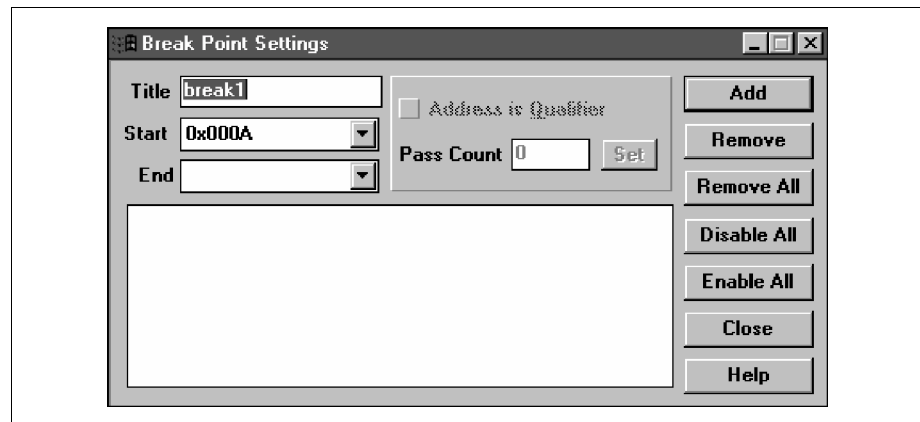 Break Point Settings
Title break1
Start 0x000A
End
Address is Qualifier
Pass Count 0 Set
Add
Remove
Remove All
Disable All
Enable All
Close
Help